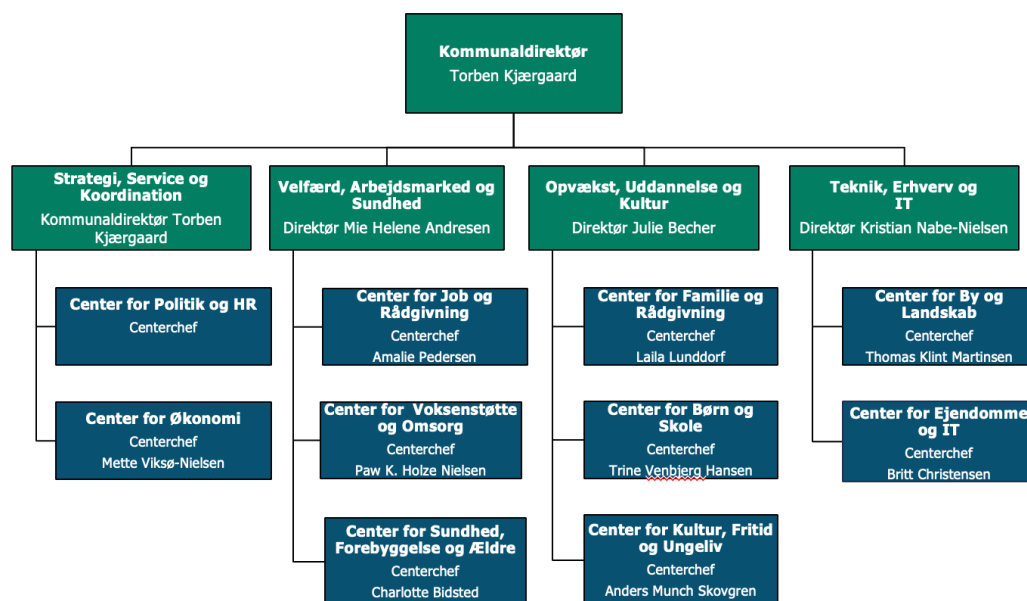 Kommunaldirektør
Torben Kjærgaard
Strategi, Service og
Koordination
Kommunaldirektør Torben
Kjærgaard
Velfærd, Arbejdsmarked og
Sundhed
Direktør Mie Helene Andresen
Opvækst, Uddannelse og
Kultur
Direktør Julie Becher
Teknik, Erhverv og
IT
Direktør Kristian Nabe-Nielsen
Center for Politik og HR
Centerchef
Center for Økonomi
Centerchef
Mette Viksø-Nielsen
Center for Job og
Rådgivning
Centerchef
Amalie Pedersen
Center for Voksenstøtte
og Omsorg
Centerchef
Paw K. Holze Nielsen
Center for Sundhed,
Forebyggelse og Ældre
Centerchef
Charlotte Bidsted
Center for Familie og
Rådgivning
Centerchef
Laila Lunddorf
Center for Børn og
Skole
Centerchef
Trine Venbjerg Hansen
Center for Kultur, Fritid
og Ungeliv
Centerchef
Anders Munch Skovgren
Center for By og
Landskab
Centerchef
Thomas Klint Martinsen
Center for Ejendomme
og IT
Centerchef
Britt Christensen